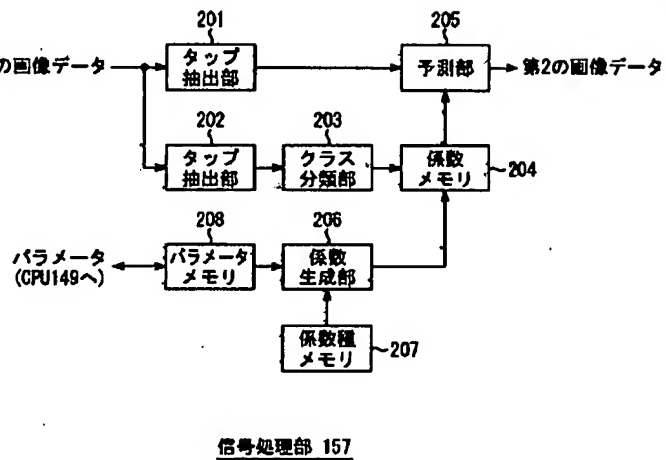 201
205
の画像データ
タップ
抽出部
予測部
第2の画像データ
202
203
タップ
抽出部
クラス
分類部
係数
メモリ
204
208
206
パラメータ
(CPU149へ)
パラメータ
メモリ
係数
生成部
係数種
メモリ
207
信号処理部 157